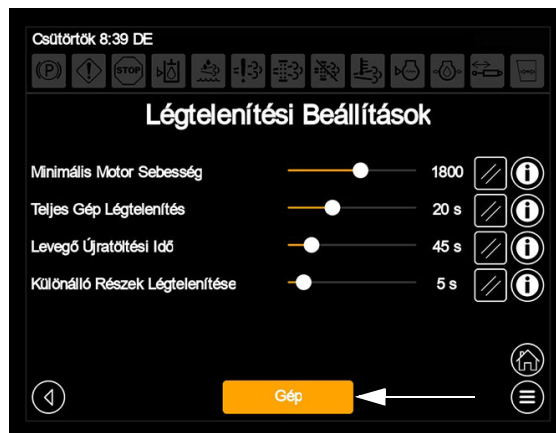 Csütörtök 8:39 DE
(P) STOP
Légtelenítési Beállítások
Minimális Motor Sebesség 1800
Teljes Gép Légtelenítés 20 s
Levegő Újratöltési Idő 45 s
Különálló Részek Légtelenítése 5 s
Gép